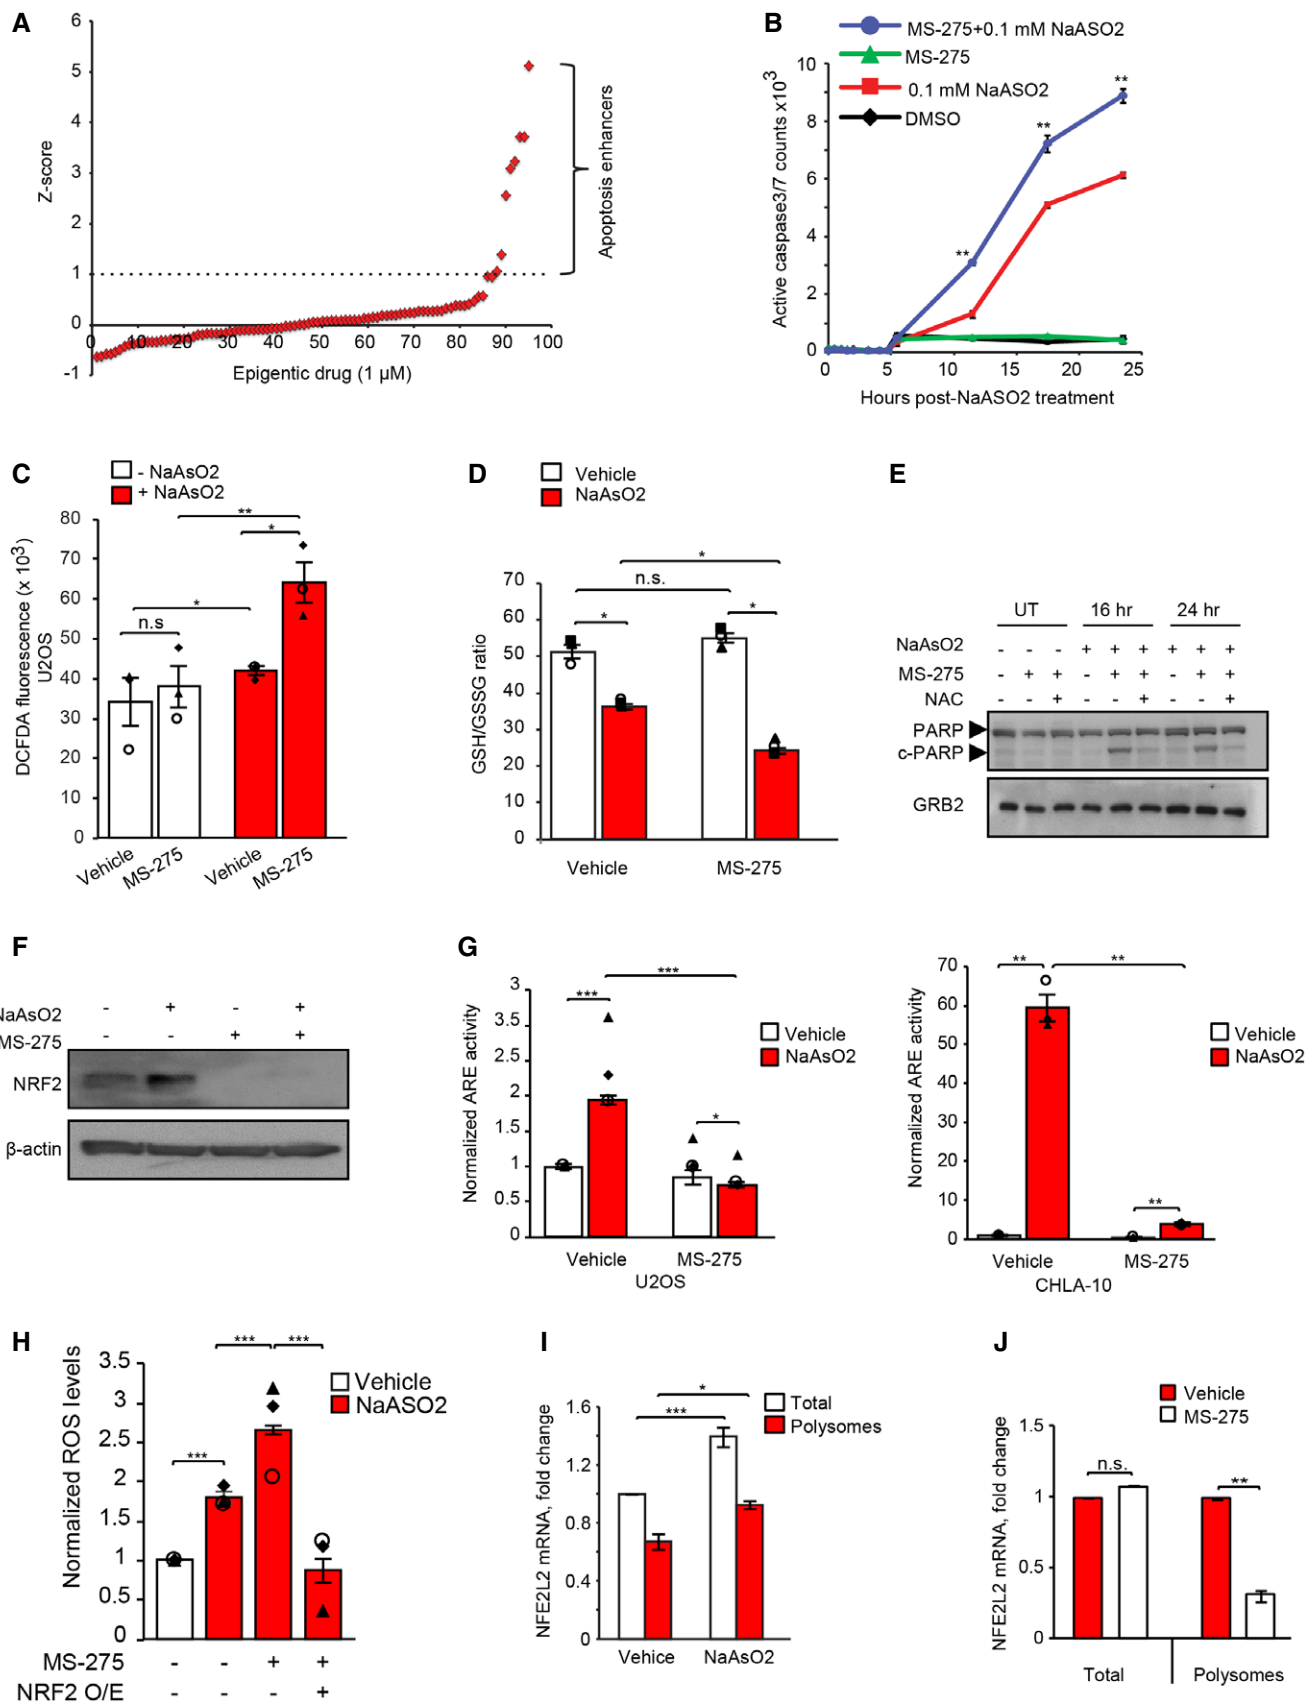 A
Z-score
6
5
4
3
2
1
0
-1
10 20 30 40 50 60 70 80 90 100
0
Epigentic drug (1 µM)
Apoptosis enhancers
B
MS-275+0.1 mM NaASO2
MS-275
0.1 mM NaASO2
DMSO
Active caspase3/7 counts x103
10
8
6
4
2
0
** ** **
0 5 10 15 20 25
Hours post-NaASO2 treatment
C
- NaAsO2
+ NaAsO2
DCFDA fluorescence (x 103)
U2OS
80
70
60
50
40
30
20
10
0
**
*
*
n.s
Vehicle MS-275 Vehicle MS-275
D
Vehicle
NaAsO2
GSH/GSSG ratio
70
60
50
40
30
20
10
0
*
n.s.
* *
Vehicle MS-275
E
UT 16 hr 24 hr
NaAsO2 - - - + + + + + +
MS-275 - + + - + + - + +
NAC - - + - - + - - +
PARP
c-PARP
GRB2
F
NaAsO2 - + - +
MS-275 - - + +
NRF2
β-actin
G
Normalized ARE activity
3
3.5
2.5
2
1.5
1
0.5
0
***
***
*
Vehicle
NaAsO2
Vehicle MS-275
U2OS
Normalized ARE activity
70
60
50
40
30
20
10
0
** **
**
Vehicle
NaAsO2
Vehicle MS-275
CHLA-10
H
Normalized ROS levels
3.5
3
2.5
2
1.5
1
0.5
0
*** ***
***
Vehicle
NaASO2
MS-275 - - + +
NRF2 O/E - - - +
I
NFE2L2 mRNA, fold change
1.6
1.2
0.8
0.4
0
*
***
Total
Polysomes
Vehice NaAsO2
J
Vehicle
MS-275
NFE2L2 mRNA, fold change
1.5
1
0.5
0
n.s. **
Total Polysomes